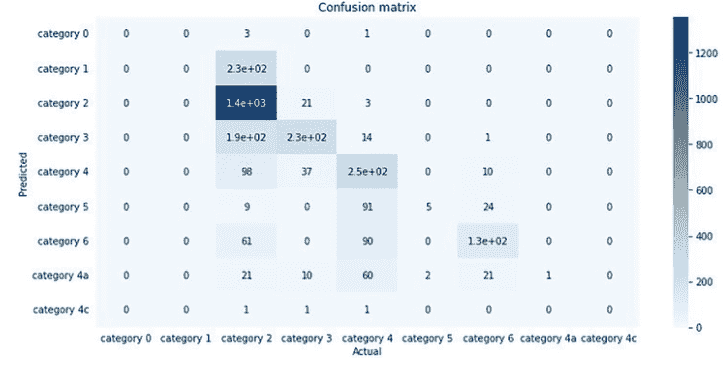 Confusion matrix
category 0 0 0 3 0 1 0 0 0 0
category 1 0 0 2.3e+02 0 0 0 0 0 0
category 2 0 0 1.4e+03 21 3 0 0 0 0
category 3 0 0 1.9e+02 2.3e+02 14 0 1 0 0
category 4 0 0 98 37 2.5e+02 0 10 0 0
category 5 0 0 9 0 91 5 24 0 0
category 6 0 0 61 0 90 0 1.3e+02 0 0
category 4a 0 0 21 10 60 2 21 1 0
category 4c 0 0 1 1 1 0 0 0 0
category 0 category 1 category 2 category 3 category 4 category 5 category 6 category 4a category 4c
Actual
Predicted
1200
1000
800
600
400
200
0